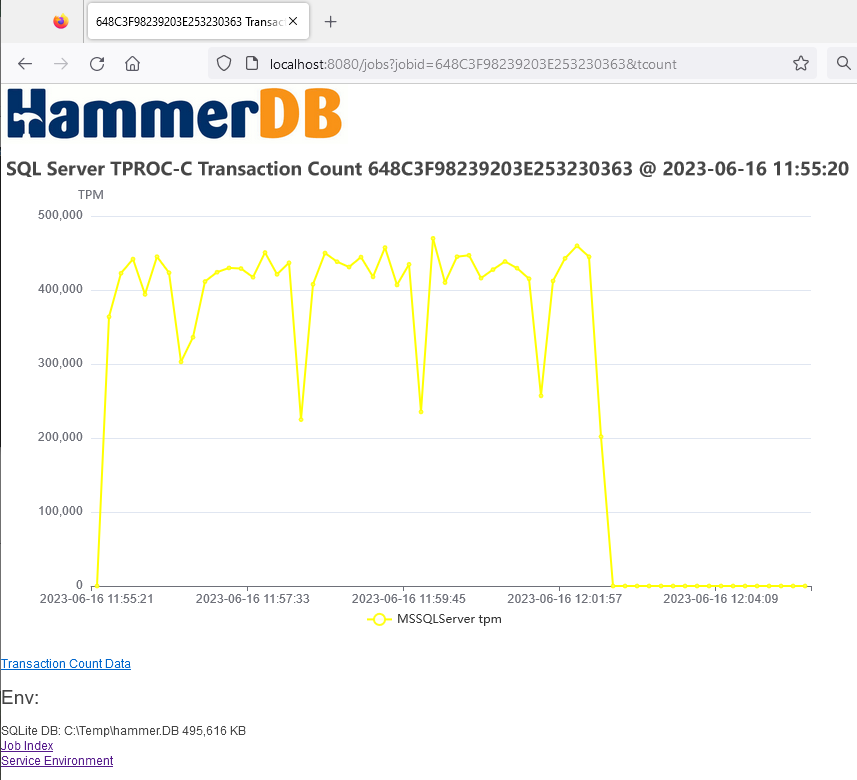 648C3F98239203E253230363 Transac
localhost:8080/jobs?jobid=648C3F98239203E253230363&tcount
HammerDB
SQL Server TPROC-C Transaction Count 648C3F98239203E253230363 @ 2023-06-16 11:55:20
TPM
500,000
400,000
300,000
200,000
100,000
0
2023-06-16 11:55:21 2023-06-16 11:57:33 2023-06-16 11:59:45 2023-06-16 12:01:57 2023-06-16 12:04:09
MSSQLServer tpm
Transaction Count Data
Env:
SQLite DB: C:\Temp\hammer.DB 495,616 KB
Job Index
Service Environment